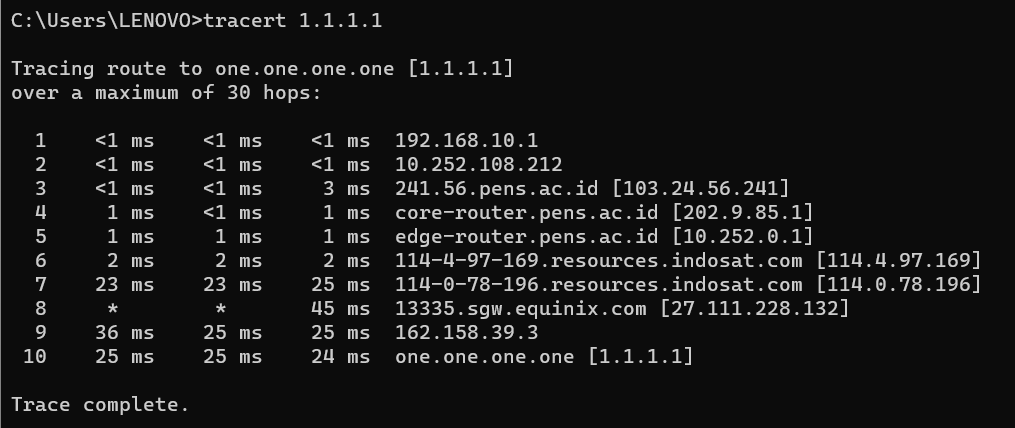 C:\Users\LENOVO>tracert 1.1.1.1
Tracing route to one.one.one.one [1.1.1.1]
over a maximum of 30 hops:
  1    <1 ms    <1 ms    <1 ms  192.168.10.1
  2    <1 ms    <1 ms    <1 ms  10.252.108.212
  3    <1 ms    <1 ms     3 ms  241.56.pens.ac.id [103.24.56.241]
  4     1 ms    <1 ms     1 ms  core-router.pens.ac.id [202.9.85.1]
  5     1 ms     1 ms     1 ms  edge-router.pens.ac.id [10.252.0.1]
  6     2 ms     2 ms     2 ms  114-4-97-169.resources.indosat.com [114.4.97.169]
  7    23 ms    23 ms    25 ms  114-0-78-196.resources.indosat.com [114.0.78.196]
  8     *        *       45 ms  13335.sgw.equinix.com [27.111.228.132]
  9    36 ms    25 ms    25 ms  162.158.39.3
 10    25 ms    25 ms    24 ms  one.one.one.one [1.1.1.1]
Trace complete.